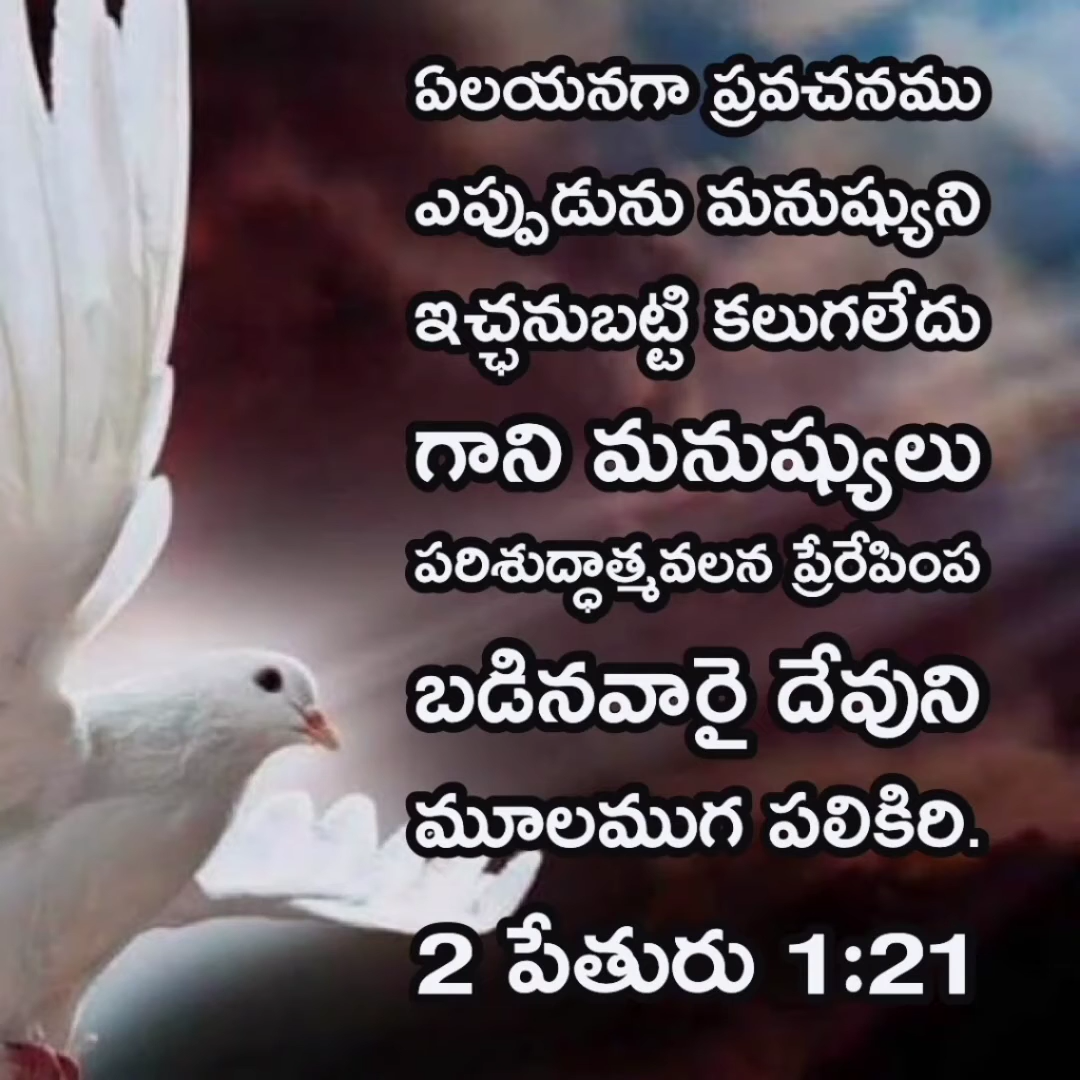 ఏలయనగా ప్రవచనము
ఎప్పుడును మనుష్యుని
ఇచ్ఛనుబట్టి కలుగలేదు
గాని మనుష్యులు
పరిశుద్ధాత్మవలన ప్రేరేపింప
బడినవారై దేవుని
మూలముగ పలికిరి.
2 పేతురు 1:21